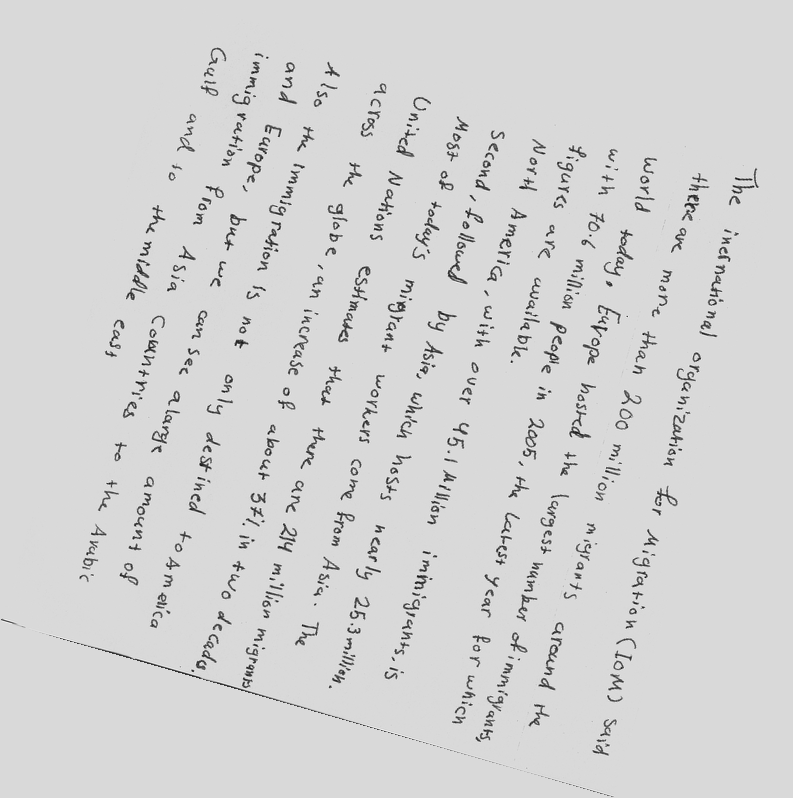 The inernational organization for Migration (IOM) said
there are more than 200 million migrants around the
world today. Europe hosted the largest number of immigrants,
with 70.6 million people in 2005, the latest year for which
figures are available.
North America, with over 45.1 Million immigrants, is
Second, followed by Asia, which hosts nearly 25.3 million.
Most of today's migrant workers come from Asia. The
United Nations estimates that there are 214 million migrants
across the globe, an increase of about 37% in two decads.
Also the immigration is not only destined to America
and Europe, but we can see a large amount of
immigration from Asia Countries to the Arabic
Gulf and to the middle east